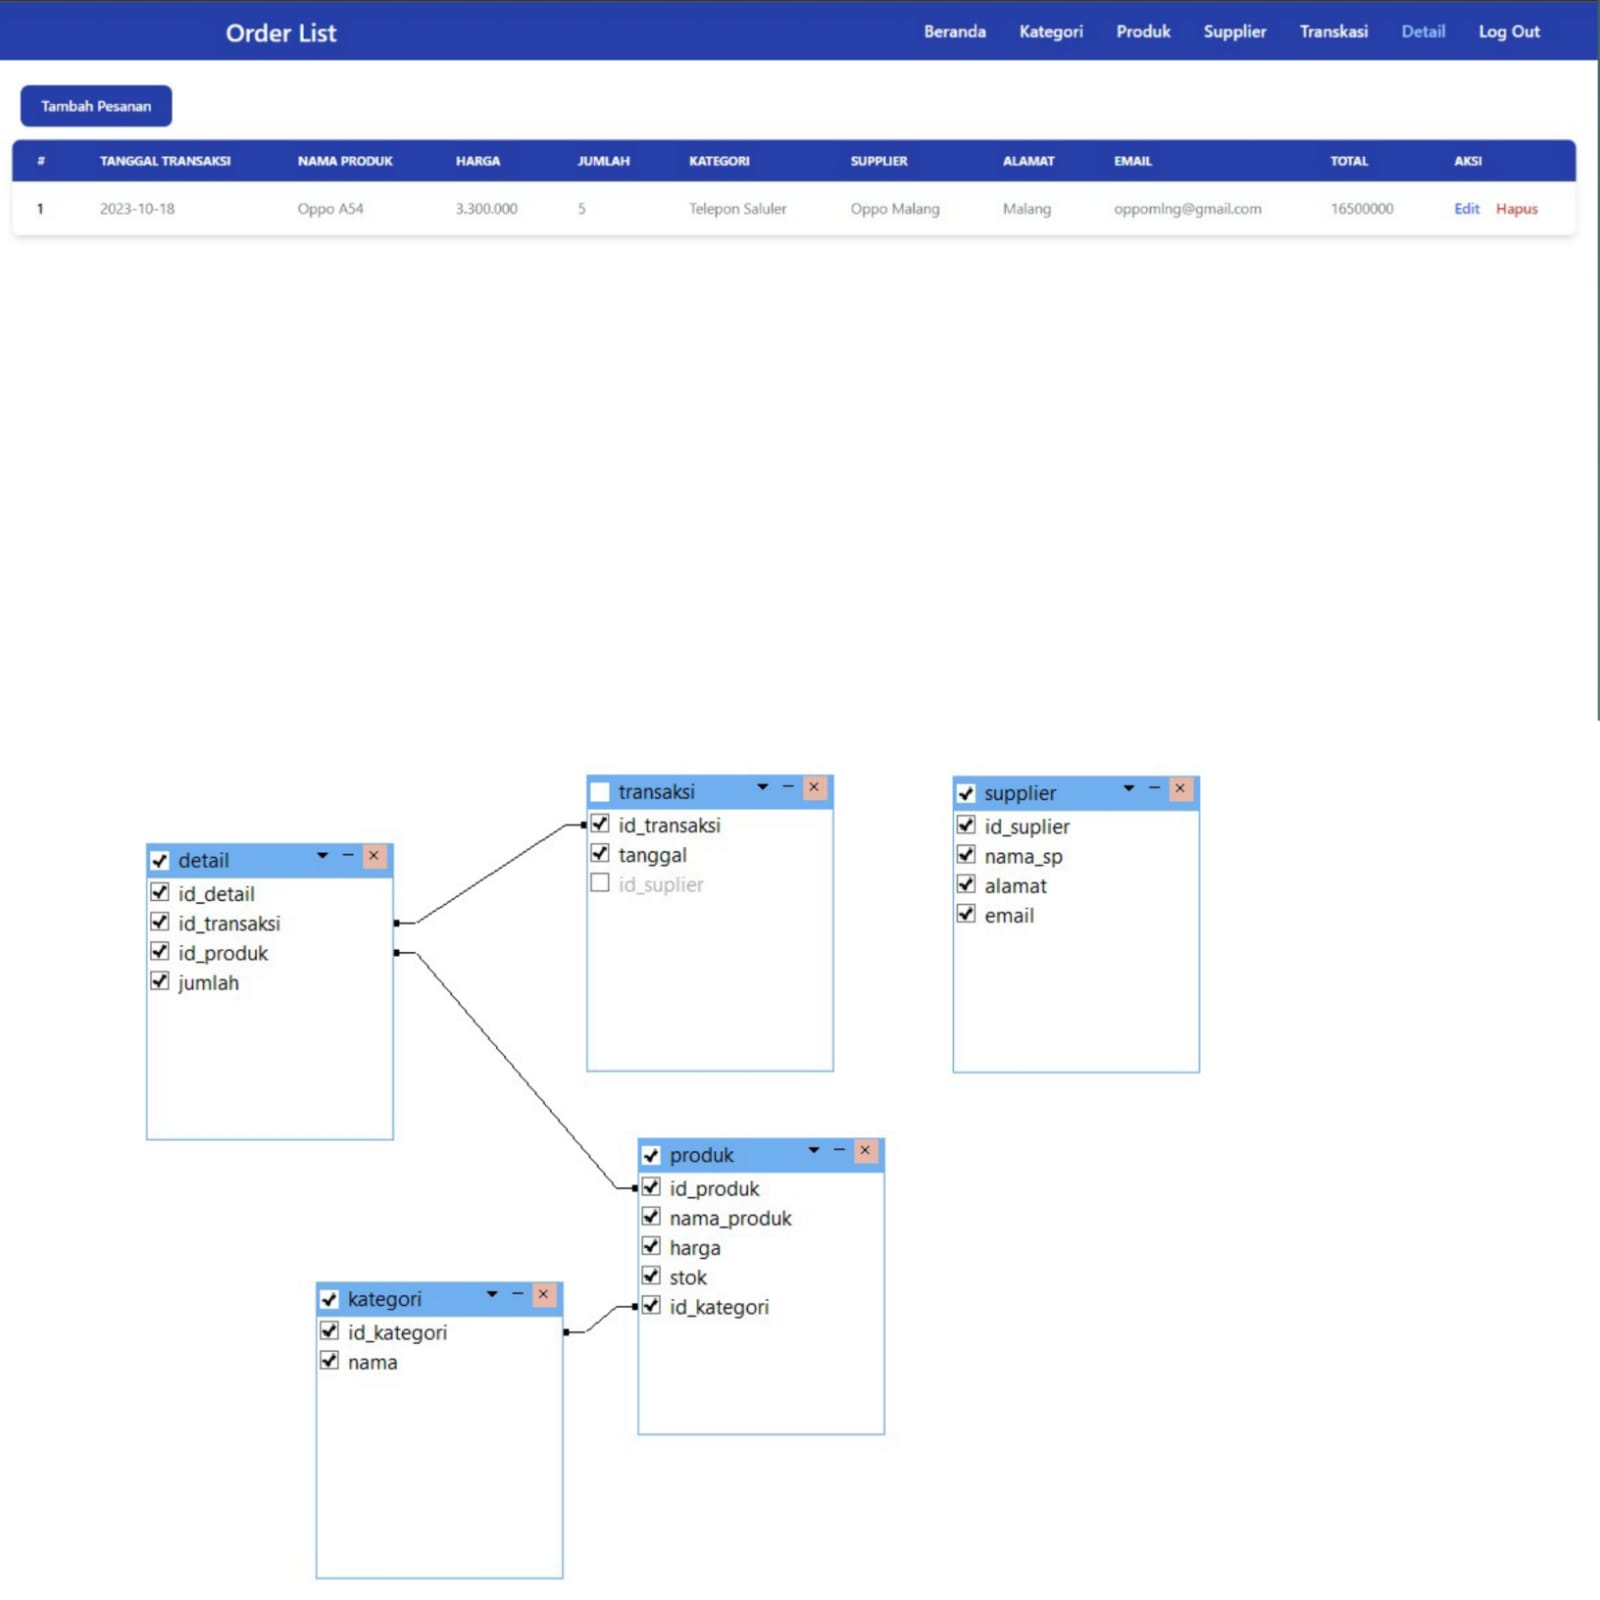 Order List Beranda Kategori Produk Supplier Transkasi Detail Log Out
Tambah Pesanan
# TANGGAL TRANSAKSI NAMA PRODUK HARGA JUMLAH KATEGORI SUPPLIER ALAMAT EMAIL TOTAL AKSI
1 2023-10-18 Oppo A54 3.300.000 5 Telepon Saluler Oppo Malang Malang oppomlng@gmail.com 16500000 Edit Hapus
detail
id_detail
id_transaksi
id_produk
jumlah
transaksi
id_transaksi
tanggal
id_suplier
supplier
id_suplier
nama_sp
alamat
email
produk
id_produk
nama_produk
harga
stok
id_kategori
kategori
id_kategori
nama